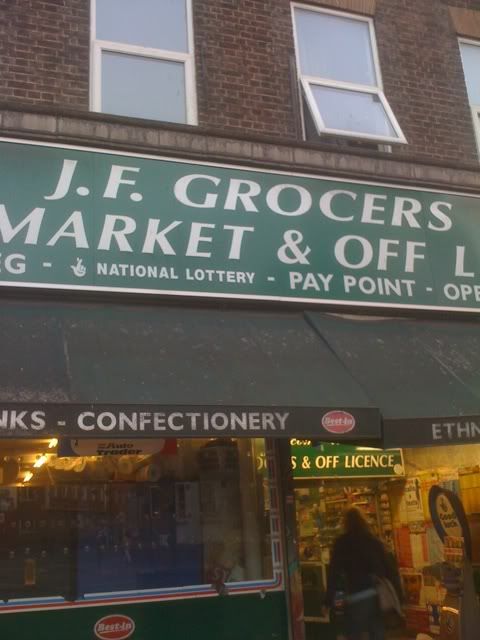 J.F. GROCERS
MARKET & OFF L
EG - NATIONAL LOTTERY - PAY POINT - OPE
NKS - CONFECTIONERY
Best-in
ETHN
Auto
Trader
S & OFF LICENCE
Best-in